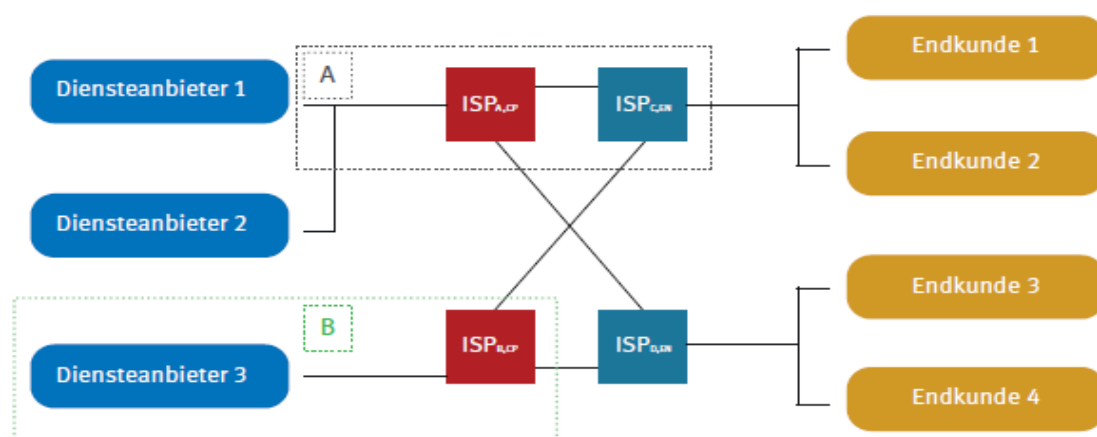 Endkunde 1
Diensteanbieter 1
A
ISPA,CP
ISPC,EN
Endkunde 2
Diensteanbieter 2
Endkunde 3
B
Diensteanbieter 3
ISPB,CP
ISPD,EN
Endkunde 4